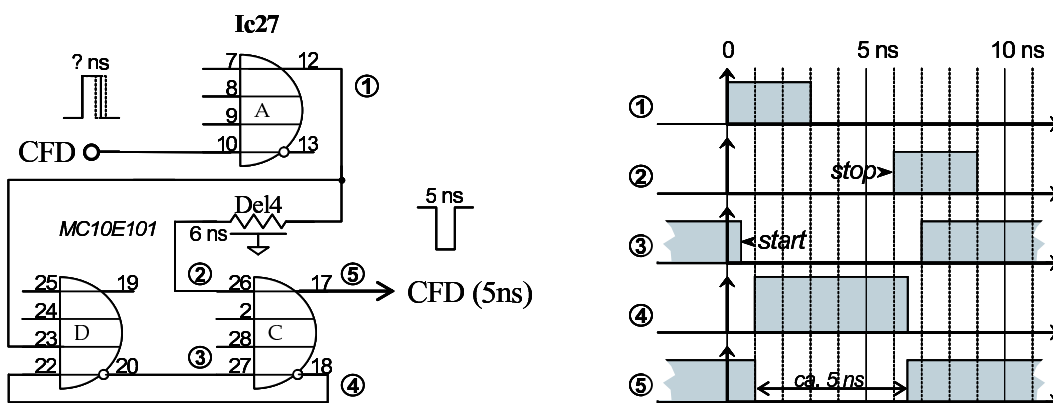 Ic27
? ns
7
12
①
8
A
9
CFD
10
13
Del4
5 ns
MC10E101
6 ns
25
19
②
26
17
⑤
CFD (5ns)
24
2
23
D
28
C
22
20
③
27
18
④
0
5 ns
10 ns
①
②
stop
③
start
④
⑤
ca. 5 ns